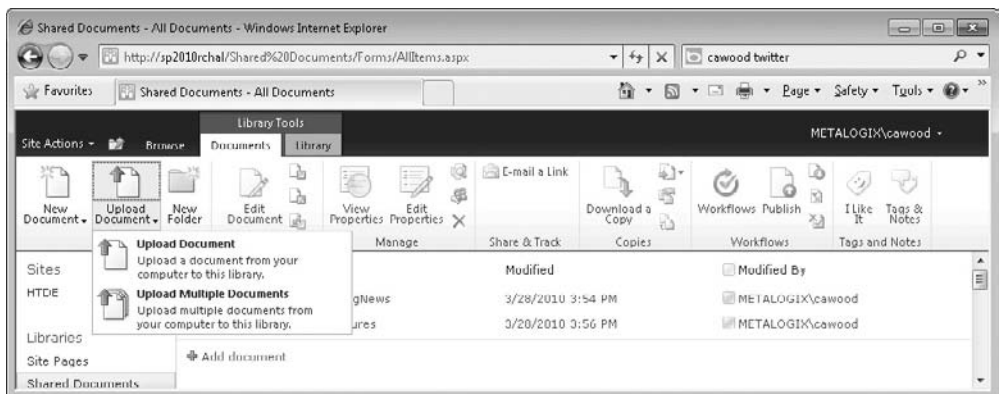 Shared Documents - All Documents - Windows Internet Explorer
http://sp2010rchal/Shared%20Documents/Forms/AllItems.aspx
cawood twitter
Favorites
Shared Documents - All Documents
Page
Safety
Tools
Library Tools
METALOGIX\cawood
Site Actions
Browse
Documents
Library
New Document
Upload Document
New Folder
Edit Document
View Properties
Edit Properties
E-mail a Link
Download a Copy
Workflows
Publish
I Like It
Tags & Notes
Manage
Share & Track
Copies
Workflows
Tags and Notes
Upload Document
Upload a document from your
computer to this library.
Upload Multiple Documents
Upload multiple documents from
your computer to this library.
Sites
Modified
Modified By
gNews
3/28/2010 3:54 PM
METALOGIX\cawood
ures
3/28/2010 3:56 PM
METALOGIX\cawood
Libraries
Add document
Site Pages
Shared Documents